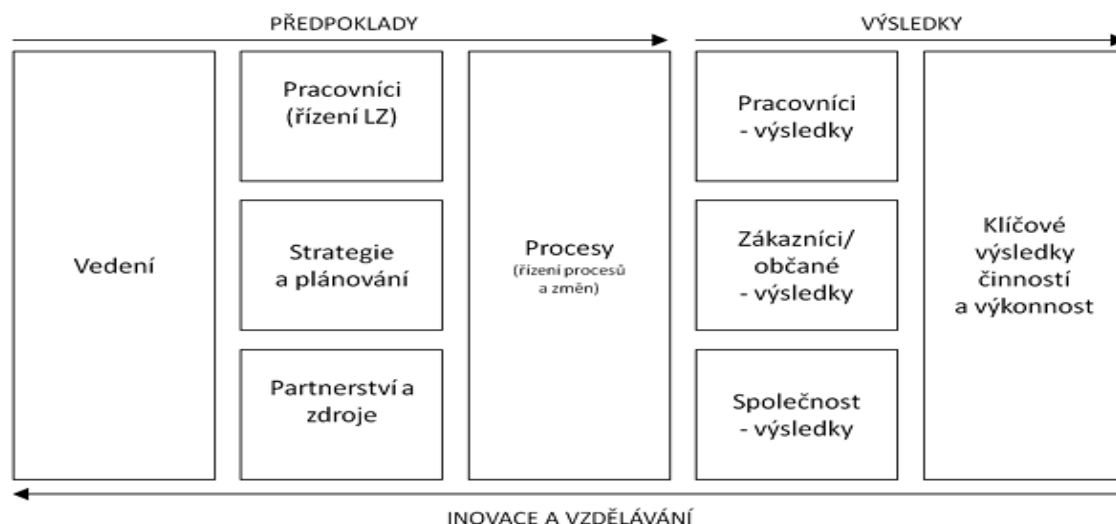 PŘEDPOKLADY
VÝSLEDKY
Vedení
Pracovníci
(řízení LZ)
Strategie
a plánování
Partnerství a
zdroje
Procesy
(řízení procesů
a změn)
Pracovníci
- výsledky
Zákazníci/
občané
- výsledky
Společnost
- výsledky
Klíčové
výsledky
činností
a výkonnost
INOVACE A VZDĚLÁVÁNÍ